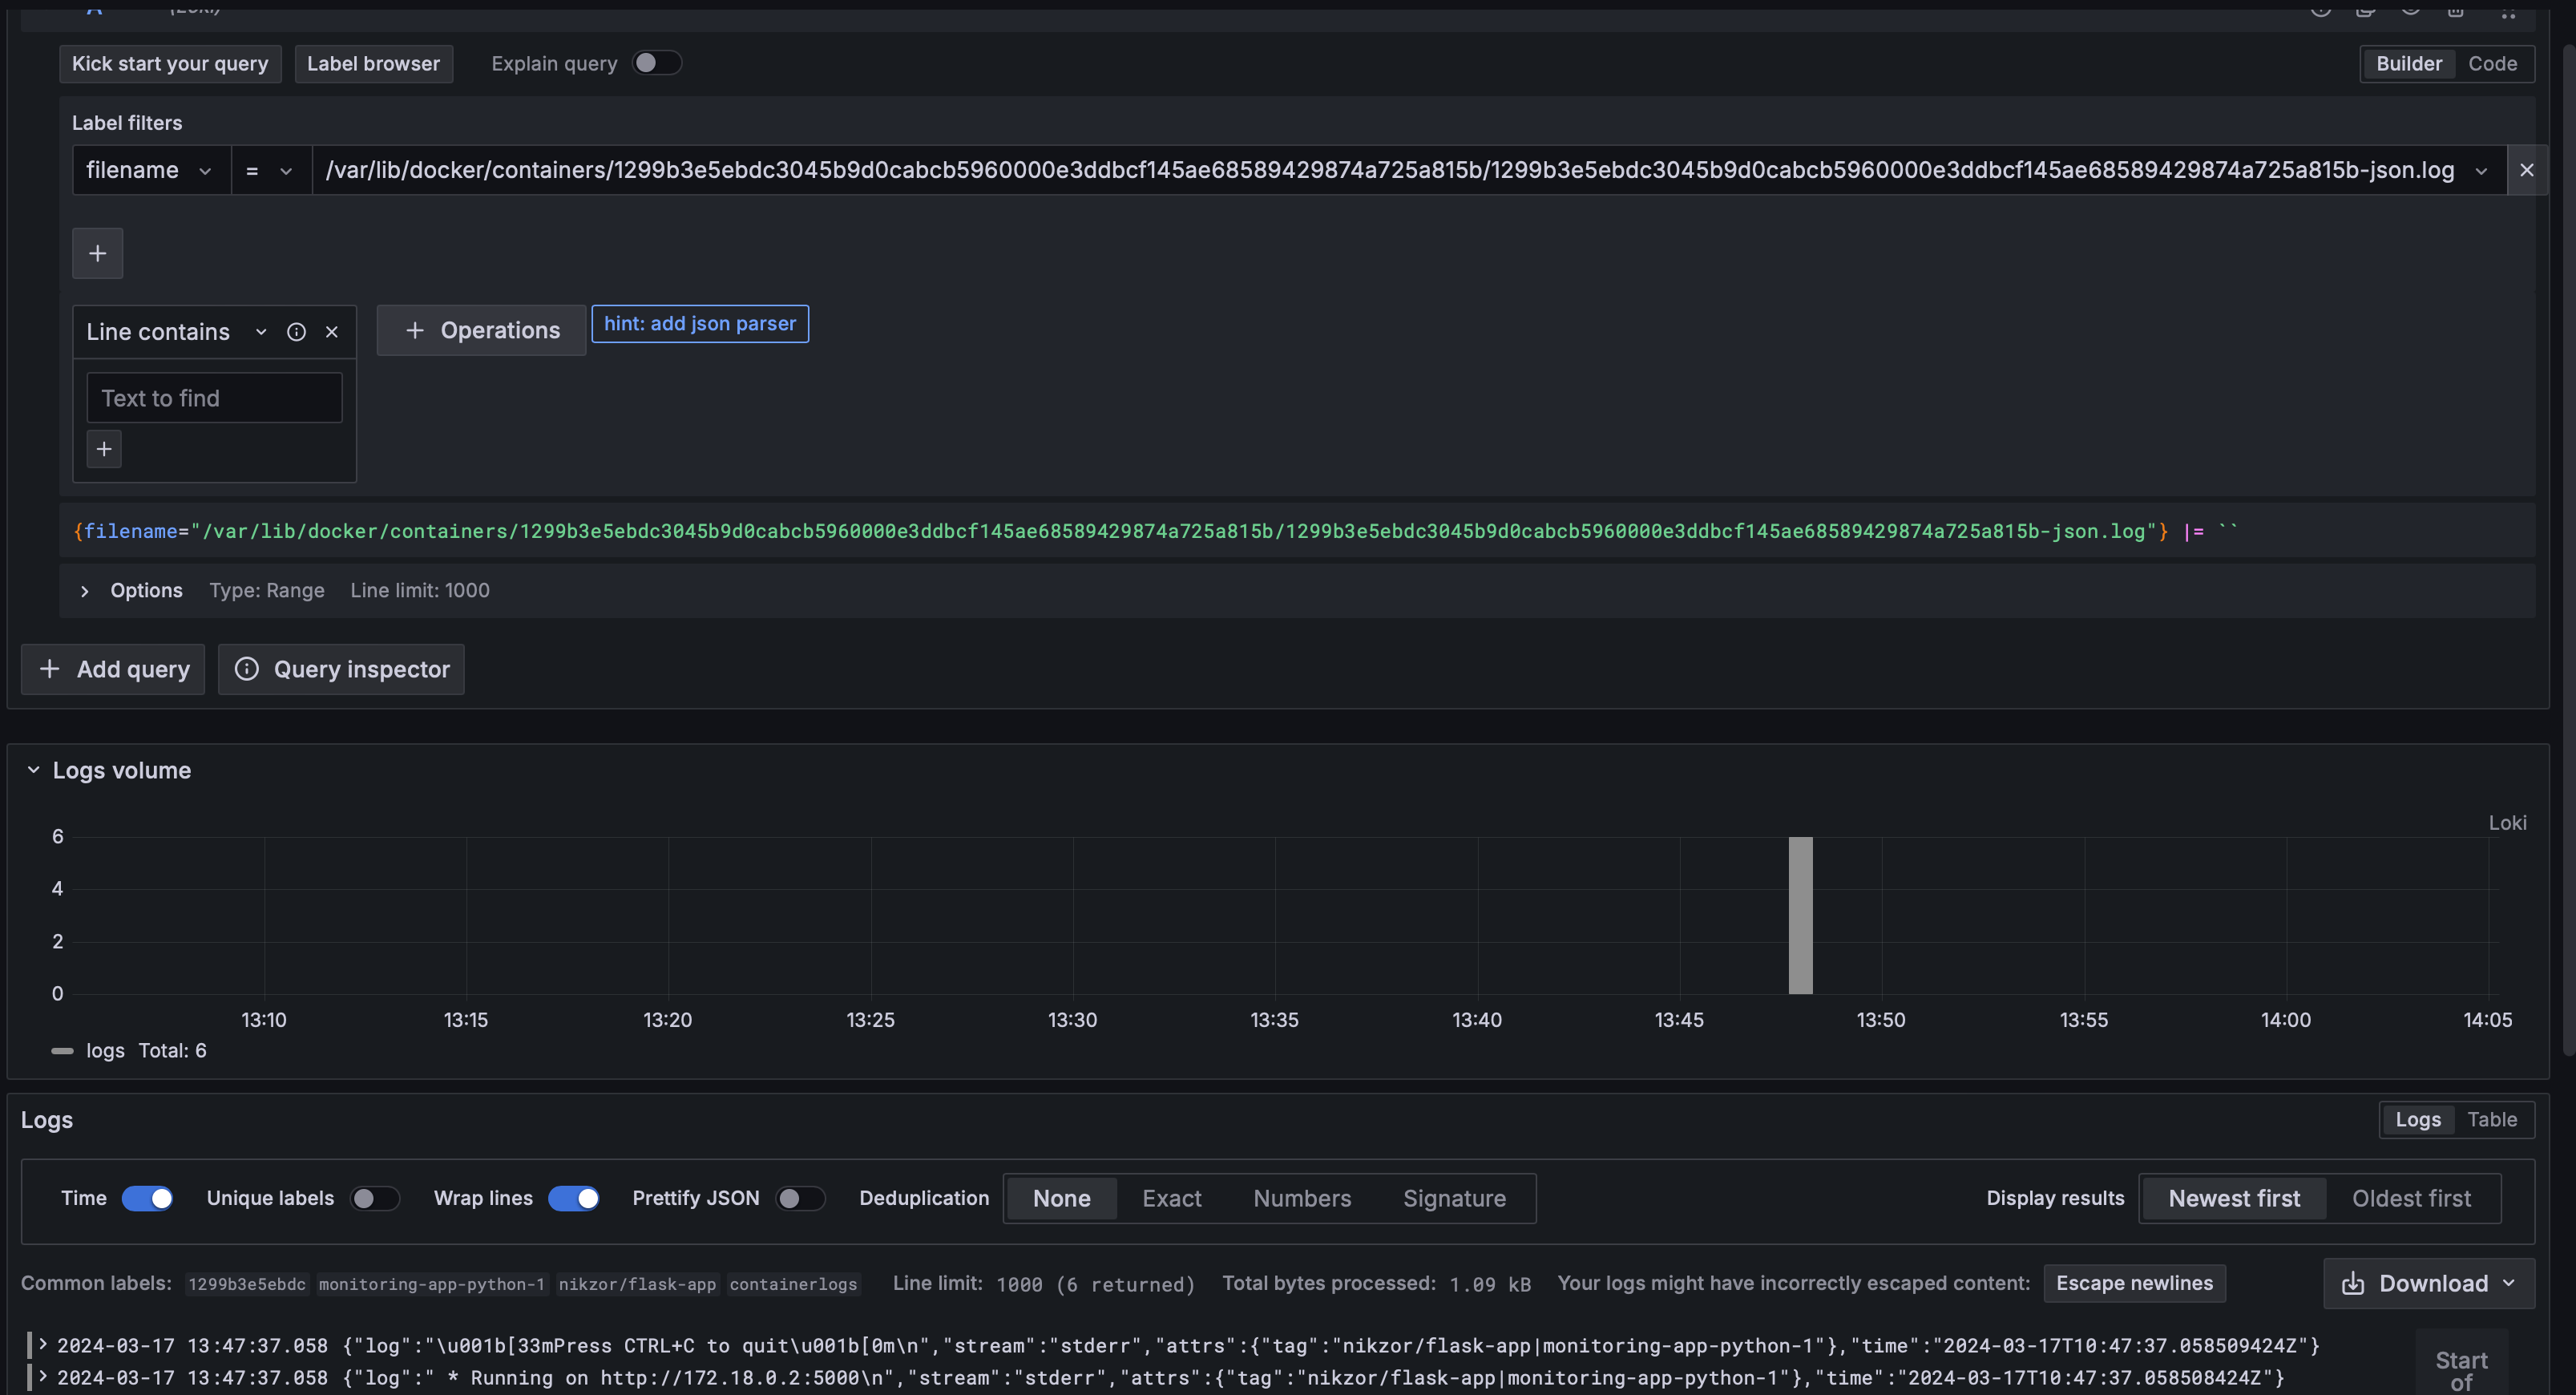 A (Loki)
Kick start your query Label browser Explain query Builder Code
Label filters
filename = /var/lib/docker/containers/1299b3e5ebdc3045b9d0cabcb5960000e3ddbcf145ae68589429874a725a815b/1299b3e5ebdc3045b9d0cabcb5960000e3ddbcf145ae68589429874a725a815b-json.log
+
Line contains + Operations hint: add json parser
Text to find
+
{filename="/var/lib/docker/containers/1299b3e5ebdc3045b9d0cabcb5960000e3ddbcf145ae68589429874a725a815b/1299b3e5ebdc3045b9d0cabcb5960000e3ddbcf145ae68589429874a725a815b-json.log"} |= ``
Options Type: Range Line limit: 1000
+ Add query Query inspector
Logs volume
Loki
6
4
2
0
13:10 13:15 13:20 13:25 13:30 13:35 13:40 13:45 13:50 13:55 14:00 14:05
logs Total: 6
Logs Logs Table
Time Unique labels Wrap lines Prettify JSON Deduplication None Exact Numbers Signature Display results Newest first Oldest first
Common labels: 1299b3e5ebdc monitoring-app-python-1 nikzor/flask-app containerlogs Line limit: 1000 (6 returned) Total bytes processed: 1.09 kB Your logs might have incorrectly escaped content: Escape newlines Download
2024-03-17 13:47:37.058 {"log":"\u001b[33mPress CTRL+C to quit\u001b[0m\n","stream":"stderr","attrs":{"tag":"nikzor/flask-app|monitoring-app-python-1"},"time":"2024-03-17T10:47:37.058509424Z"}
2024-03-17 13:47:37.058 {"log":" * Running on http://172.18.0.2:5000\n","stream":"stderr","attrs":{"tag":"nikzor/flask-app|monitoring-app-python-1"},"time":"2024-03-17T10:47:37.058508424Z"}
Start
of